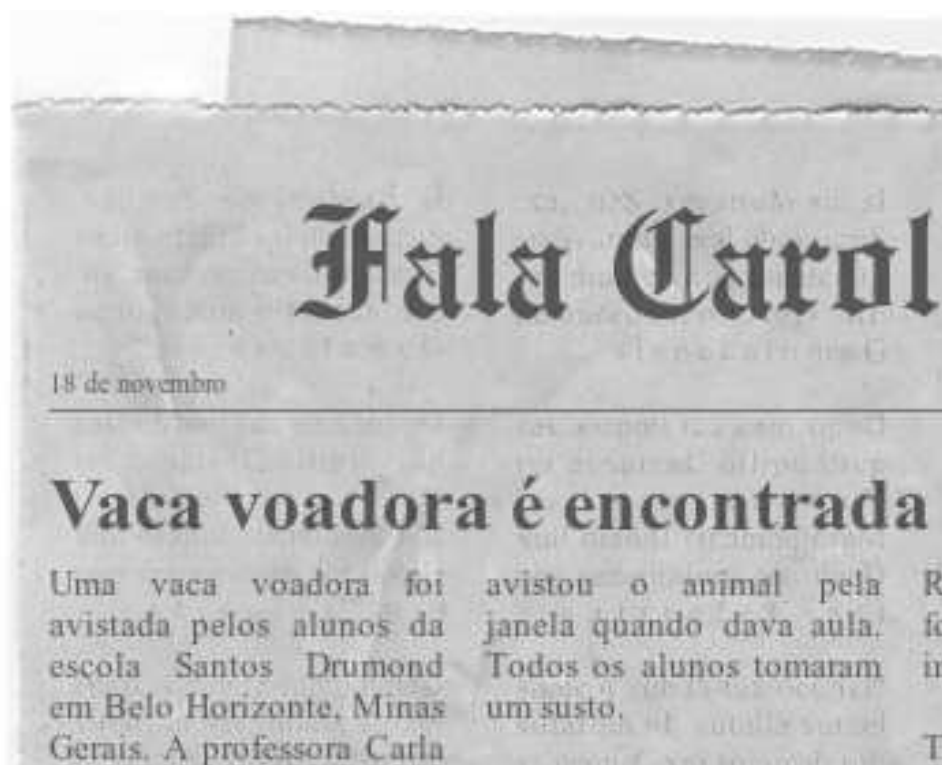 Fala Carol
18 de novembro
Vaca voadora é encontrada
Uma vaca voadora foi
avistada pelos alunos da
escola Santos Drumond
em Belo Horizonte, Minas
Gerais. A professora Carla
avistou o animal pela
janela quando dava aula.
Todos os alunos tomaram
um susto.